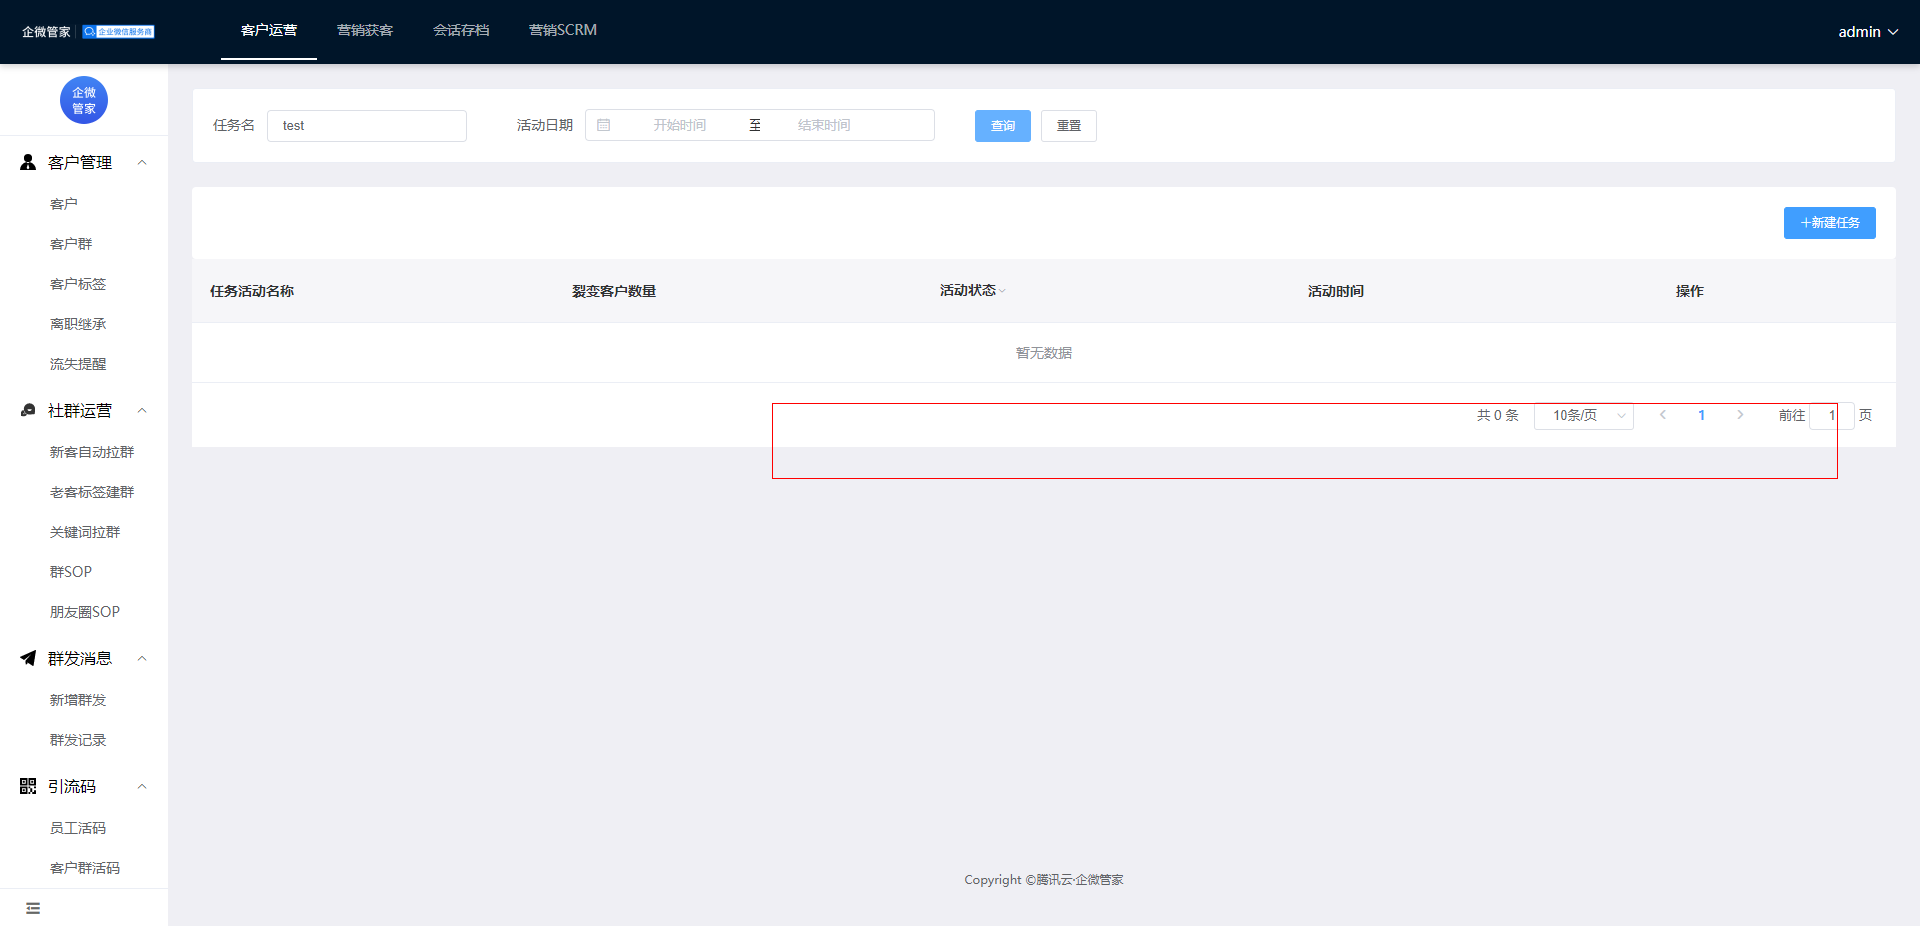 企微管家 企业微信服务商 客户运营 营销获客 会话存档 营销SCRM admin
企微
管家
客户管理
客户
客户群
客户标签
离职继承
流失提醒
社群运营
新客自动拉群
老客标签建群
关键词拉群
群SOP
朋友圈SOP
群发消息
新增群发
群发记录
引流码
员工活码
客户群活码
任务名 test 活动日期 开始时间 至 结束时间 查询 重置
+新建任务
任务活动名称 裂变客户数量 活动状态 活动时间 操作
暂无数据
共 0 条 10条/页 1 前往 1 页
Copyright ©腾讯云·企微管家